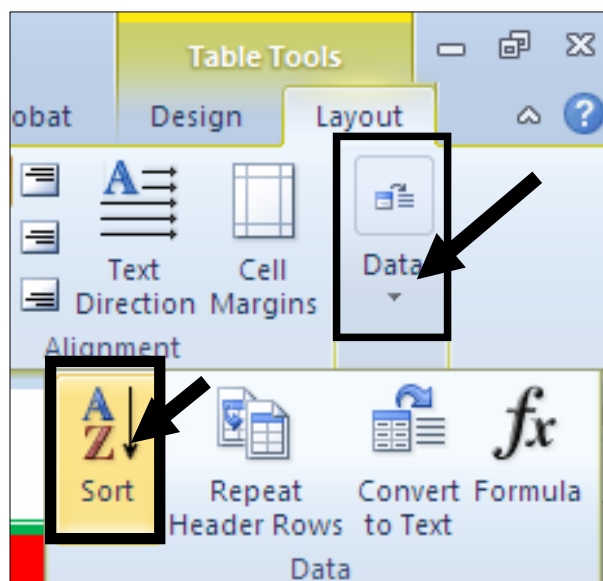 Table Tools
obat Design Layout
Text Direction
Cell Margins
Data
Alignment
Sort
Repeat Header Rows
Convert to Text
Formula
Data